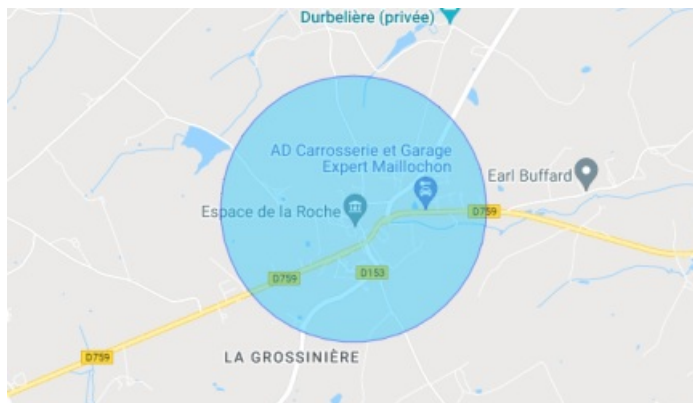 Durbelière (privée)
AD Carrosserie et Garage
Expert Maillochon
Earl Buffard
Espace de la Roche
D759
D759
D153
D759
LA GROSSINIÈRE